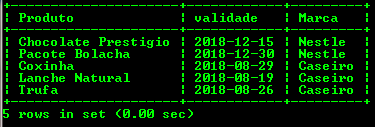 Produto | validade | Marca
Chocolate Prestigio | 2018-12-15 | Nestle
Pacote Bolacha | 2018-12-30 | Nestle
Coxinha | 2018-08-29 | Caseiro
Lanche Natural | 2018-08-19 | Caseiro
Trufa | 2018-08-26 | Caseiro
5 rows in set (0.00 sec)